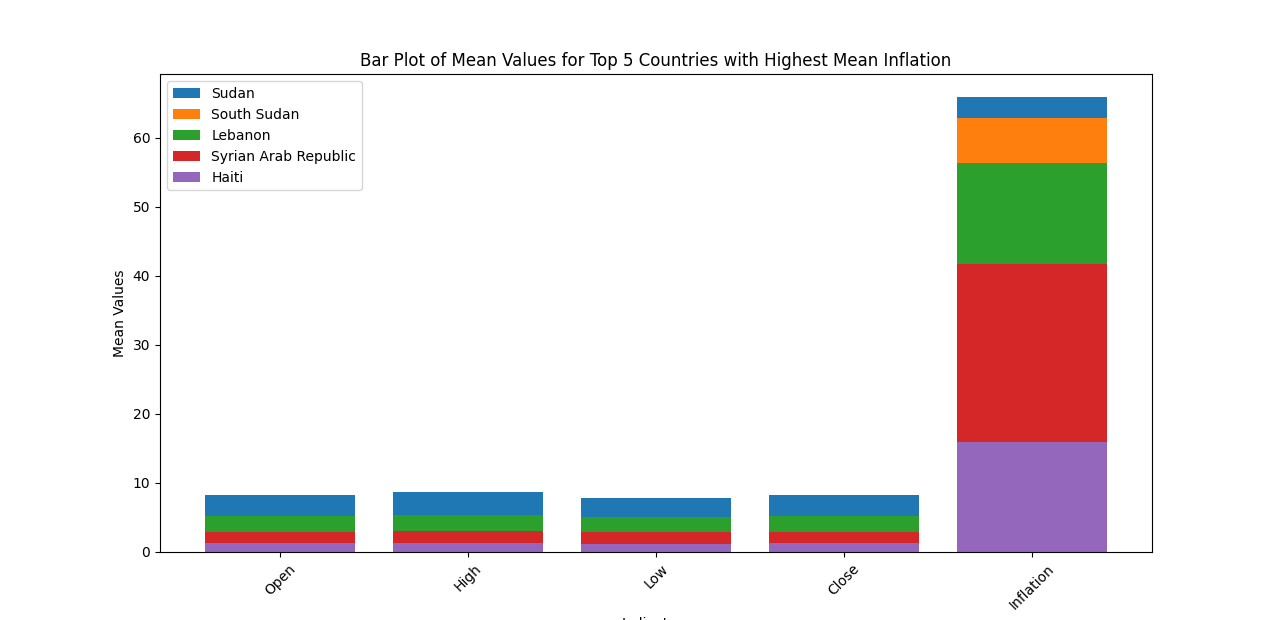 Bar Plot of Mean Values for Top 5 Countries with Highest Mean Inflation
Sudan
South Sudan
Lebanon
Syrian Arab Republic
Haiti
Mean Values
60
50
40
30
20
10
0
Open
High
Low
Close
Inflation